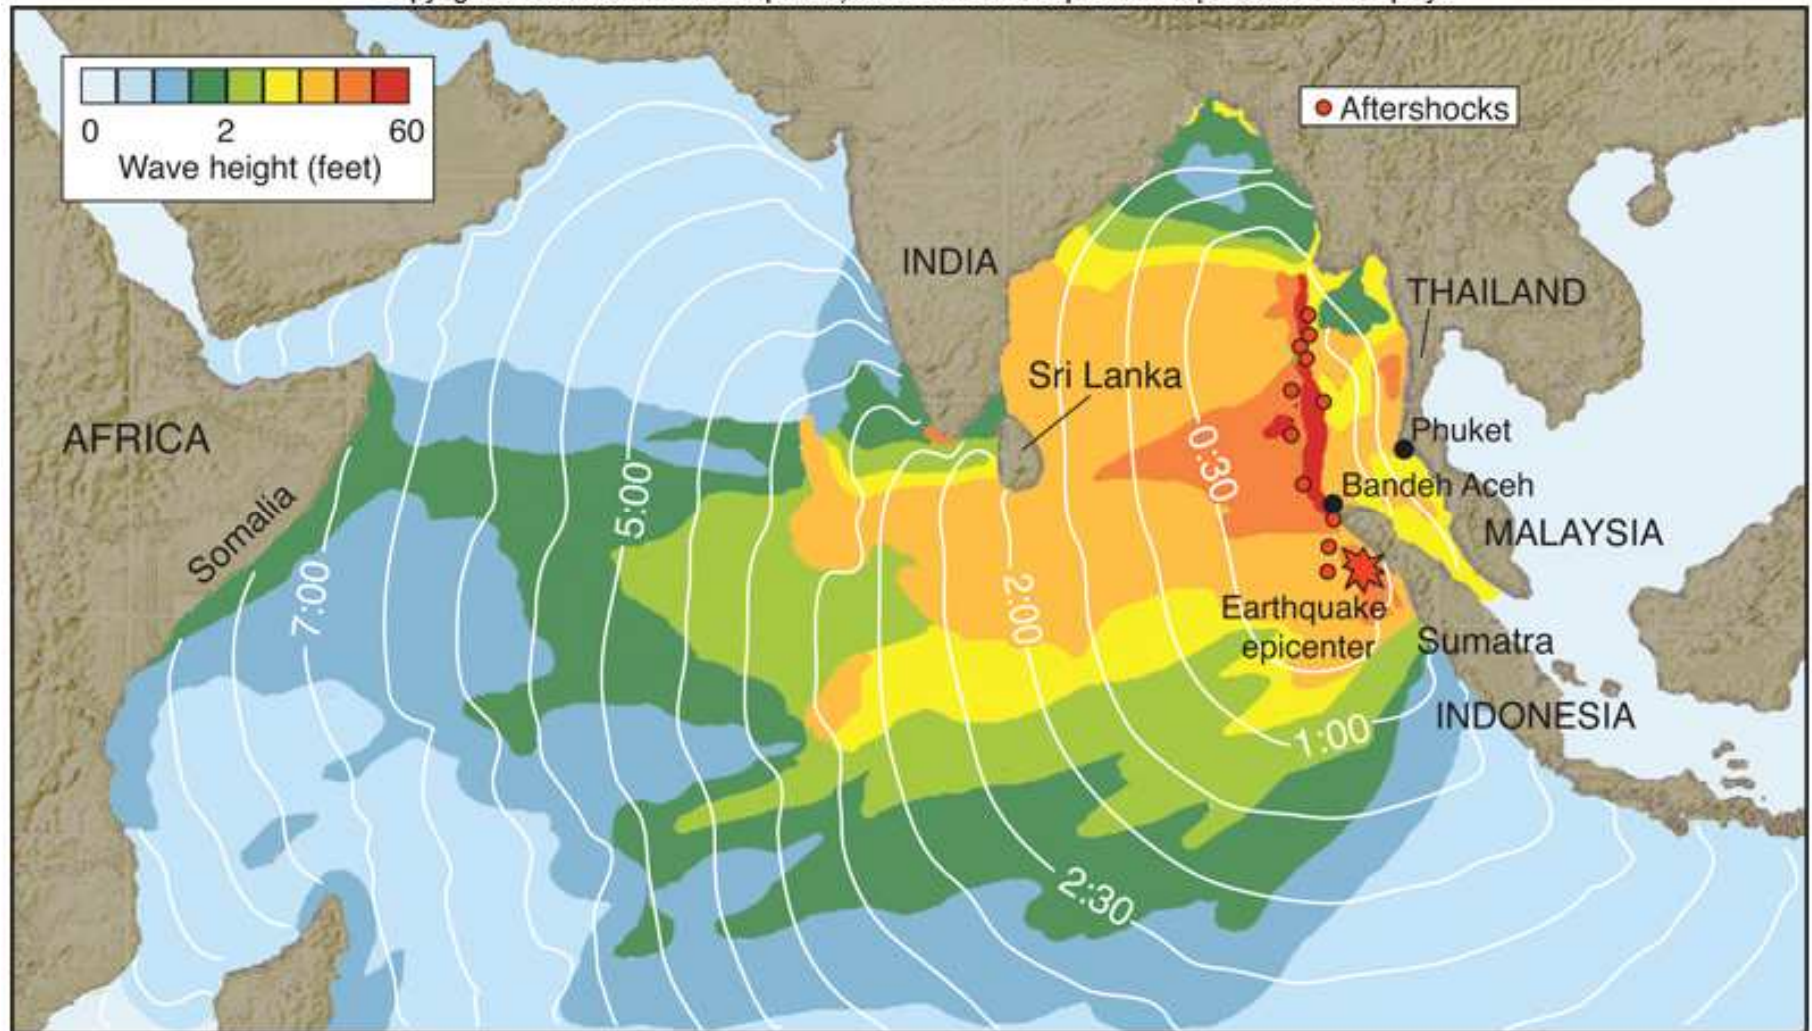 0 2 60
Wave height (feet)
Aftershocks
INDIA
THAILAND
Sri Lanka
AFRICA
Phuket
0:30
Bandeh Aceh
5:00
Somalia
MALAYSIA
7:00
2:00
Earthquake
epicenter
Sumatra
INDONESIA
1:00
2:30